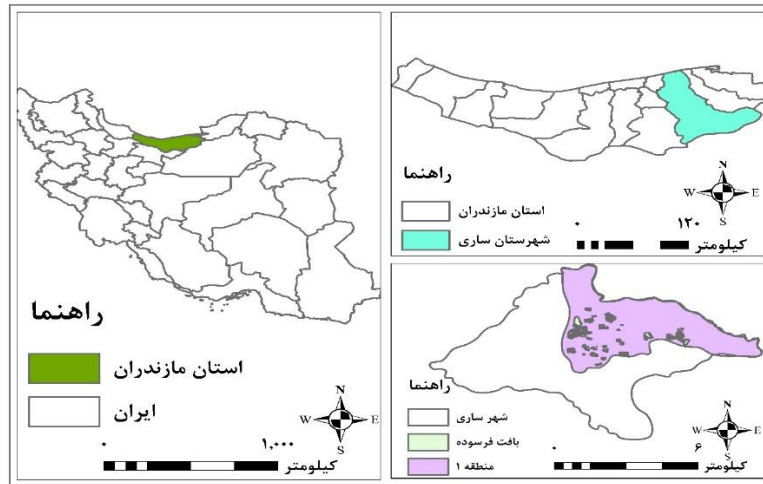 راهنما
استان مازندران
ایران
N
W E
S
۰ ۱,۰۰۰
کیلومتر
راهنما
استان مازندران
شهرستان ساری
N
W E
S
۰ ۱۲۰
کیلومتر
راهنما
شهر ساری
بافت فرسوده
منطقه ۱
N
W E
S
۰ ۶
کیلومتر